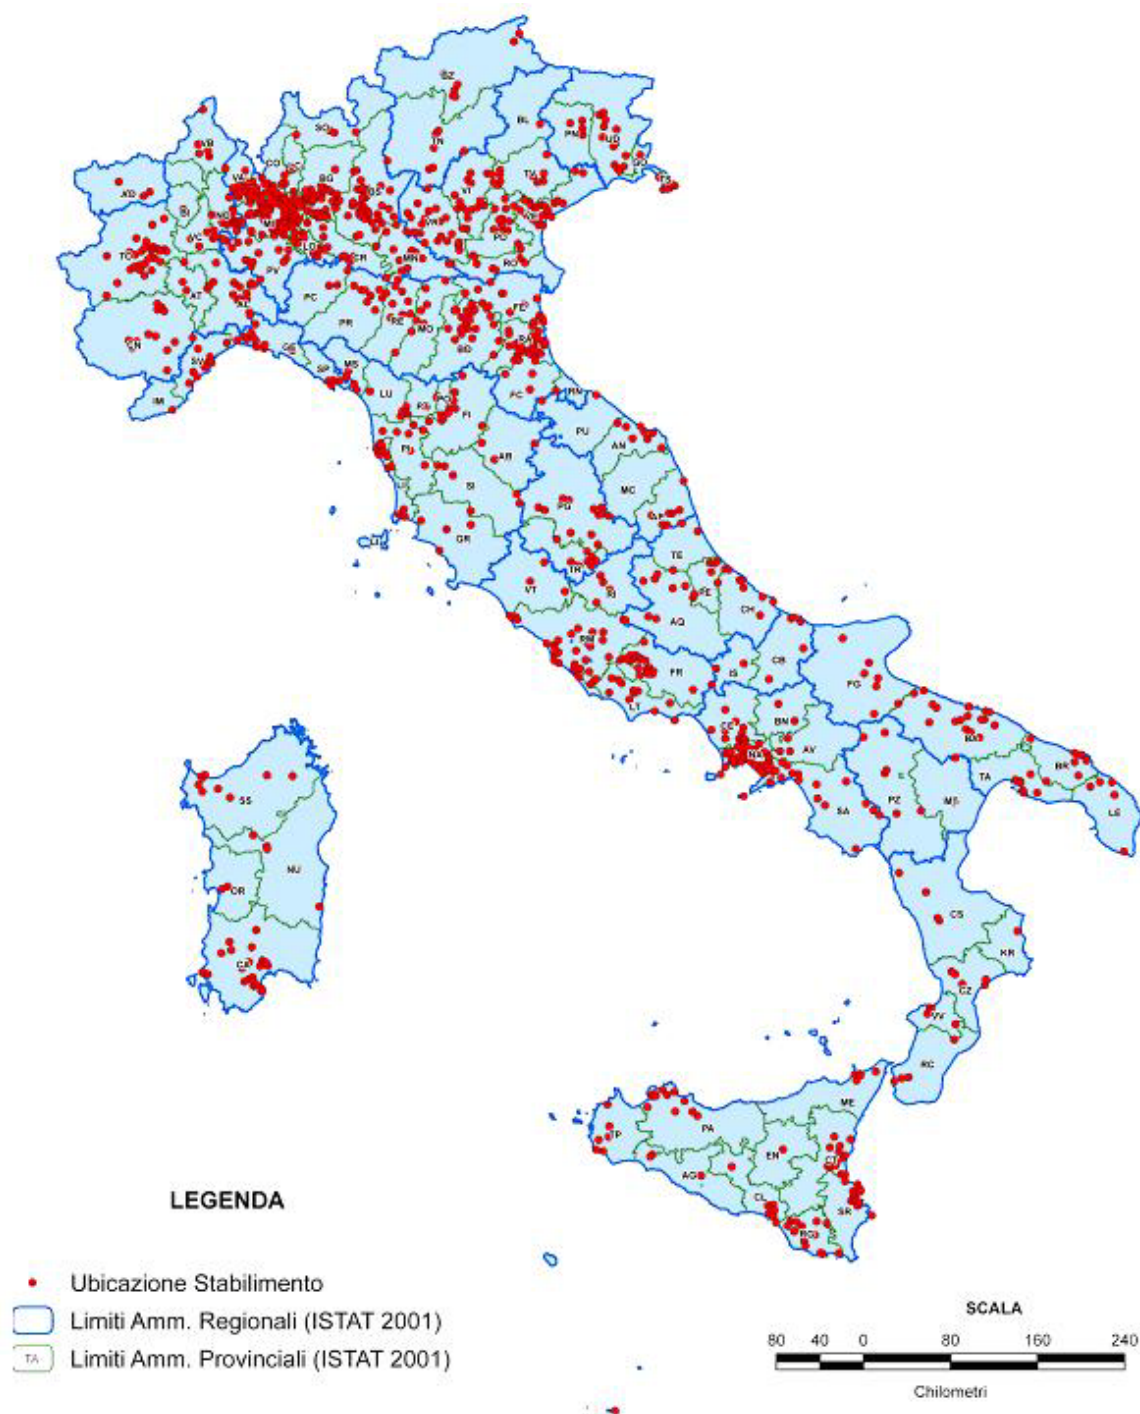 BZ
SO
TN
BL
PN
UD
GO
TS
VB
CO
LC
BG
BS
VA
AO
BI
NO
MI
VI
TV
VE
VR
PD
VC
TO
LO
CR
MN
RO
PV
AT
AL
PC
PR
RE
MO
FE
BO
RA
CN
SV
GE
SP
MS
IM
LU
PT
PO
FI
FC
RN
PU
AN
PI
AR
LI
SI
MC
PG
AP
GR
LI
TE
TR
VT
RI
PE
CH
AQ
RM
FR
IS
CB
FG
LT
CE
BN
BA
NA
AV
SA
PZ
MT
TA
BR
LE
SS
NU
OR
CA
CS
KR
CZ
VV
RC
ME
TP
PA
EN
CT
AG
CL
SR
RG
LEGENDA
Ubicazione Stabilimento
Limiti Amm. Regionali (ISTAT 2001)
TA Limiti Amm. Provinciali (ISTAT 2001)
SCALA
80 40 0 80 160 240
Chilometri